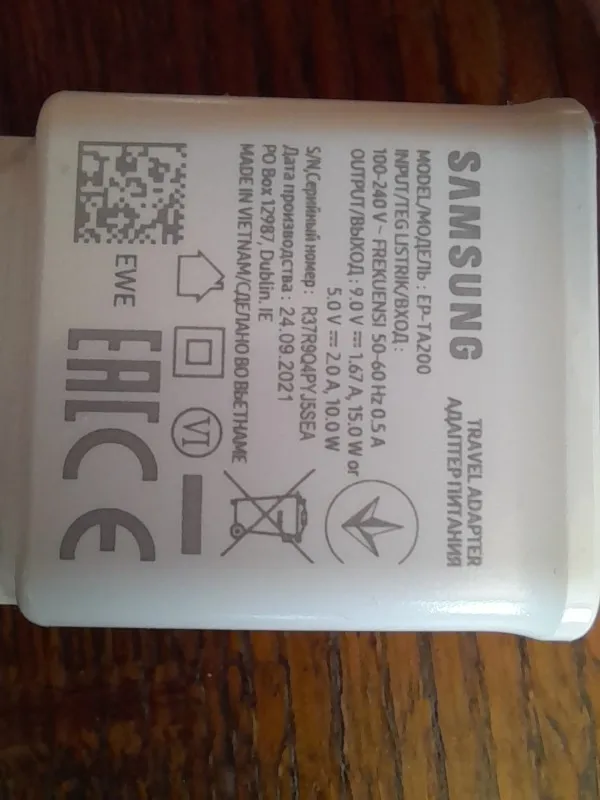 SAMSUNG
TRAVEL ADAPTER
АДАПТЕР ПИТАНИЯ
MODEL/МОДЕЛЬ : EP-TA200
INPUT/TEG LISTRIK/ВХОД :
100-240 V ~ FREKUENSI 50-60 Hz 0.5 A
OUTPUT/ВЫХОД : 9.0 V ⎓ 1.67 A, 15.0 W or
5.0 V ⎓ 2.0 A, 10.0 W
S/N,Серийный номер : R37R9Q4PYJ5SEA
Дата производства : 24.09.2021
PO Box 12987, Dublin. IE
MADE IN VIETNAM/СДЕЛАНО ВО ВЬЕТНАМЕ
VI
EWE
EAC
CE